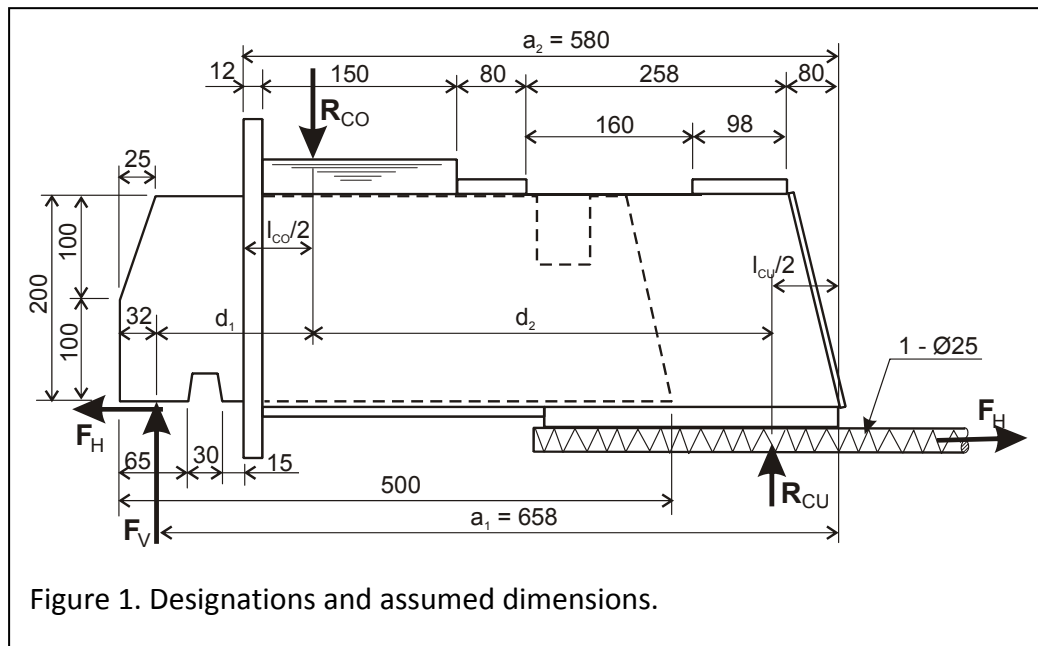 a₂ = 580
12
150
80
258
80
R_CO
160
98
25
l_CO/2
100
200
l_CU/2
32
d₁
d₂
100
1 - Ø25
F_H
F_H
65
30
15
500
R_CU
F_V
a₁ = 658
Figure 1. Designations and assumed dimensions.